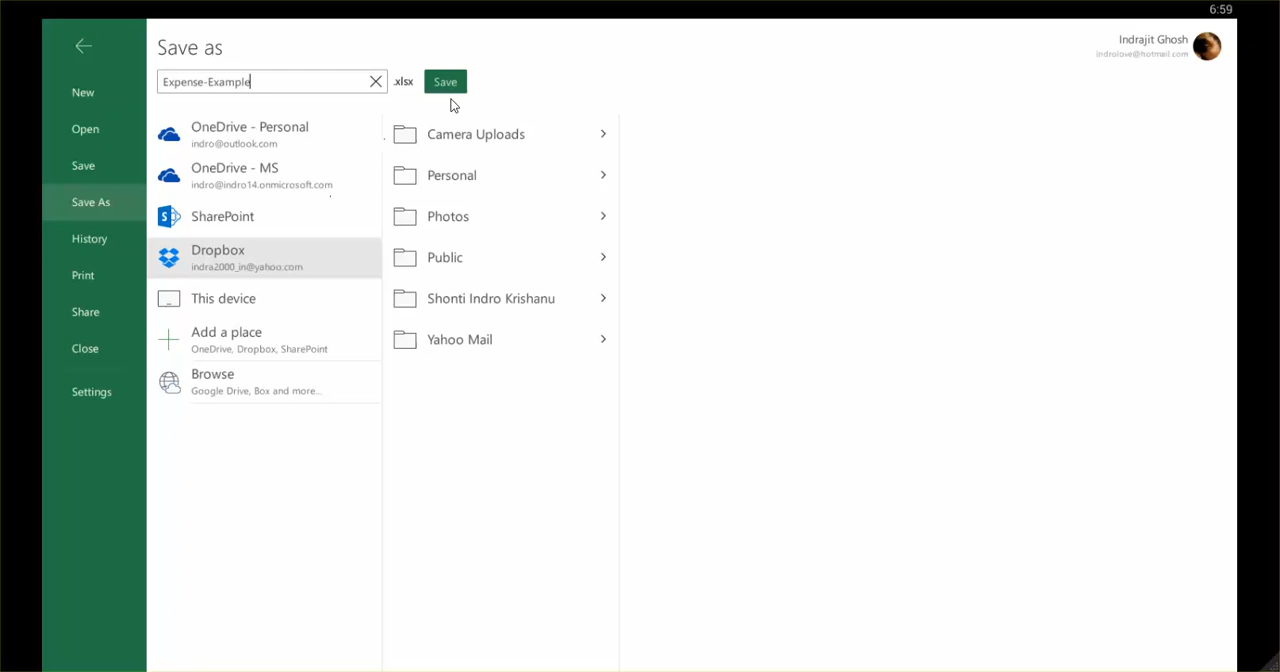 6:59
Indrajit Ghosh
indrolove@hotmail.com
New
Open
Save
Save As
History
Print
Share
Close
Settings
Save as
Expense-Example .xlsx Save
OneDrive - Personal
indro@outlook.com
OneDrive - MS
indro@indro14.onmicrosoft.com
SharePoint
Dropbox
indra2000_in@yahoo.com
This device
Add a place
OneDrive, Dropbox, SharePoint
Browse
Google Drive, Box and more...
Camera Uploads
Personal
Photos
Public
Shonti Indro Krishanu
Yahoo Mail